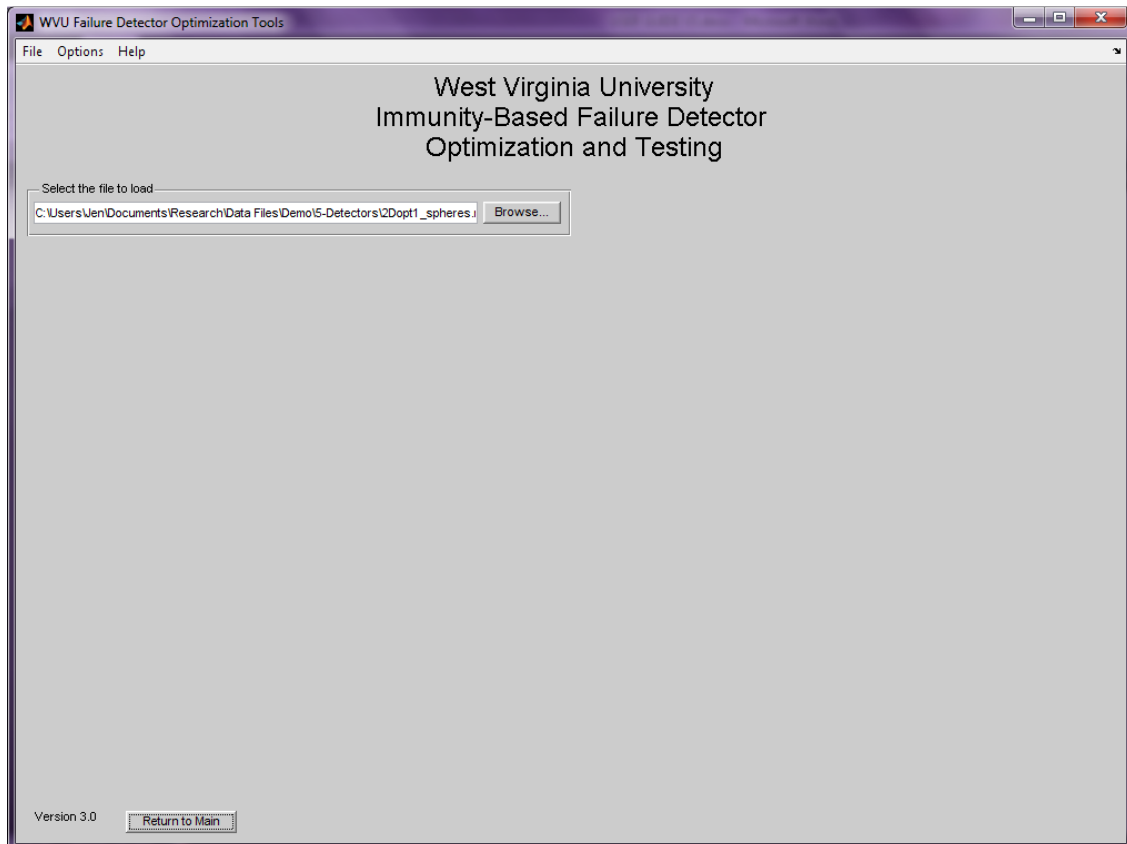 WVU Failure Detector Optimization Tools
File Options Help
West Virginia University
Immunity-Based Failure Detector
Optimization and Testing
Select the file to load
C:\Users\Jen\Documents\Research\Data Files\Demo\5-Detectors\2Dopt1_spheres. Browse...
Version 3.0 Return to Main